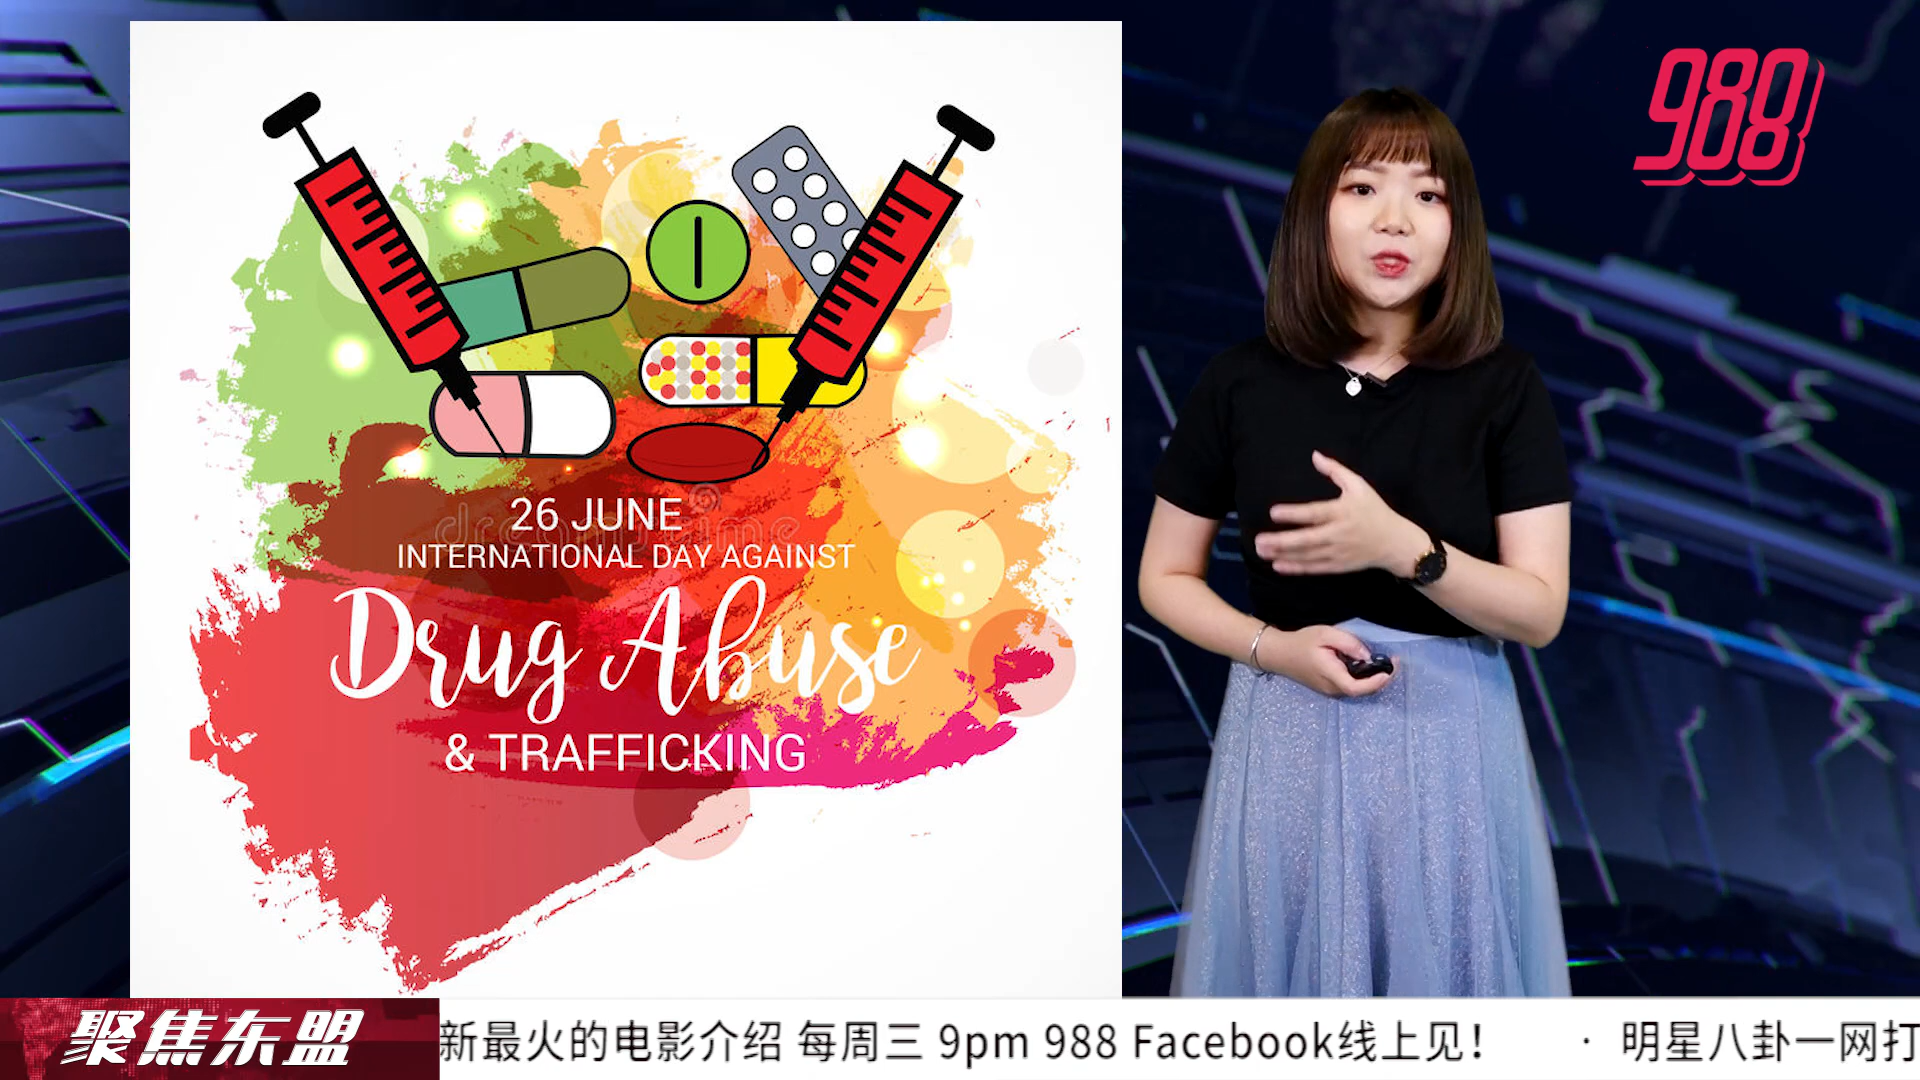 988
26 JUNE
dreamstime
INTERNATIONAL DAY AGAINST
Drug Abuse
& TRAFFICKING
聚焦东盟
新最火的电影介绍 每周三 9pm 988 Facebook线上见! · 明星八卦一网打